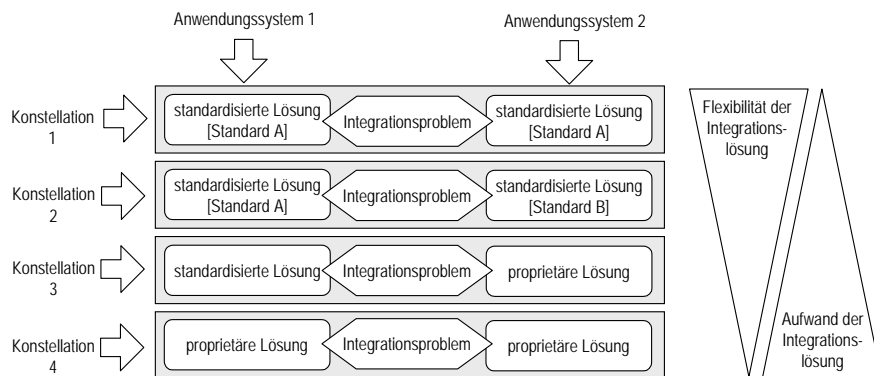 Anwendungssystem 1
Anwendungssystem 2
Konstellation
1
standardisierte Lösung
[Standard A]
Integrationsproblem
standardisierte Lösung
[Standard A]
Konstellation
2
standardisierte Lösung
[Standard A]
Integrationsproblem
standardisierte Lösung
[Standard B]
Konstellation
3
standardisierte Lösung
Integrationsproblem
proprietäre Lösung
Konstellation
4
proprietäre Lösung
Integrationsproblem
proprietäre Lösung
Flexibilität der
Integrations-
lösung
Aufwand der
Integrations-
lösung